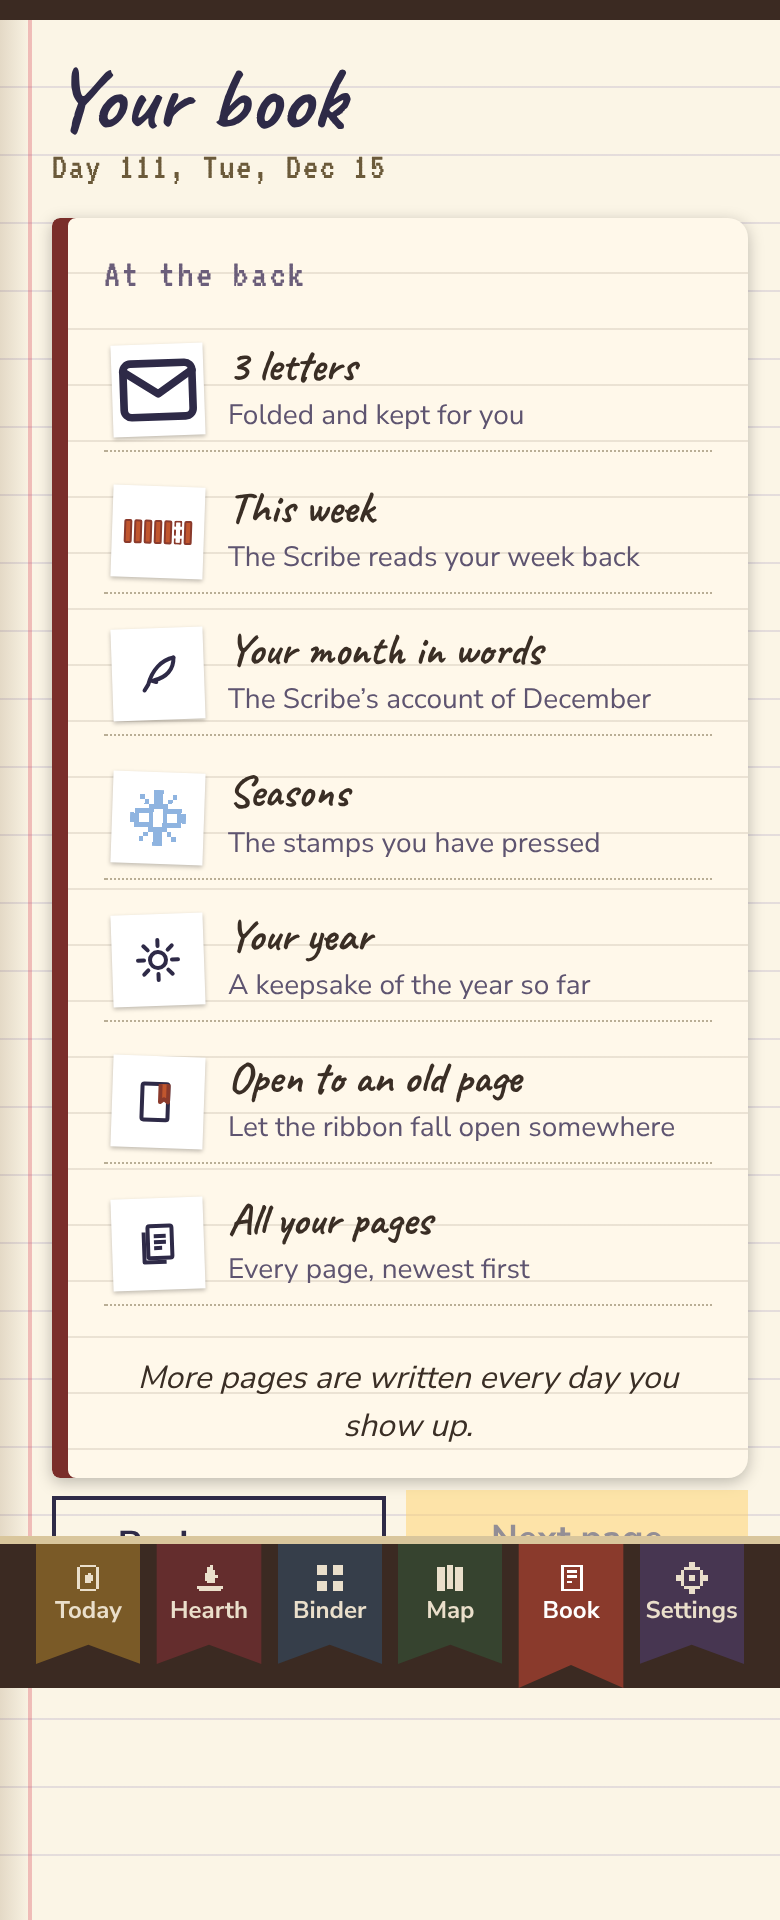 Your book
Day 111, Tue, Dec 15
At the back
3 letters
Folded and kept for you
This week
The Scribe reads your week back
Your month in words
The Scribe’s account of December
Seasons
The stamps you have pressed
Your year
A keepsake of the year so far
Open to an old page
Let the ribbon fall open somewhere
All your pages
Every page, newest first
More pages are written every day you
show up.
Next page
Today
Hearth
Binder
Map
Book
Settings